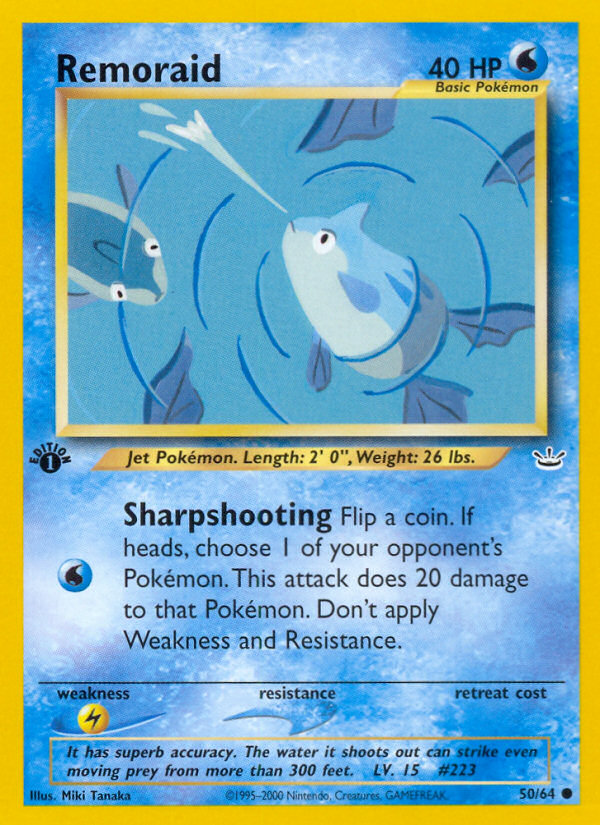 Remoraid
40 HP
Basic Pokémon
EDITION
1
Jet Pokémon. Length: 2' 0", Weight: 26 lbs.
Sharpshooting Flip a coin. If
heads, choose 1 of your opponent's
Pokémon. This attack does 20 damage
to that Pokémon. Don't apply
Weakness and Resistance.
weakness resistance retreat cost
It has superb accuracy. The water it shoots out can strike even
moving prey from more than 300 feet. LV. 15 #223
Illus. Miki Tanaka ©1995–2000 Nintendo, Creatures, GAMEFREAK. 50/64